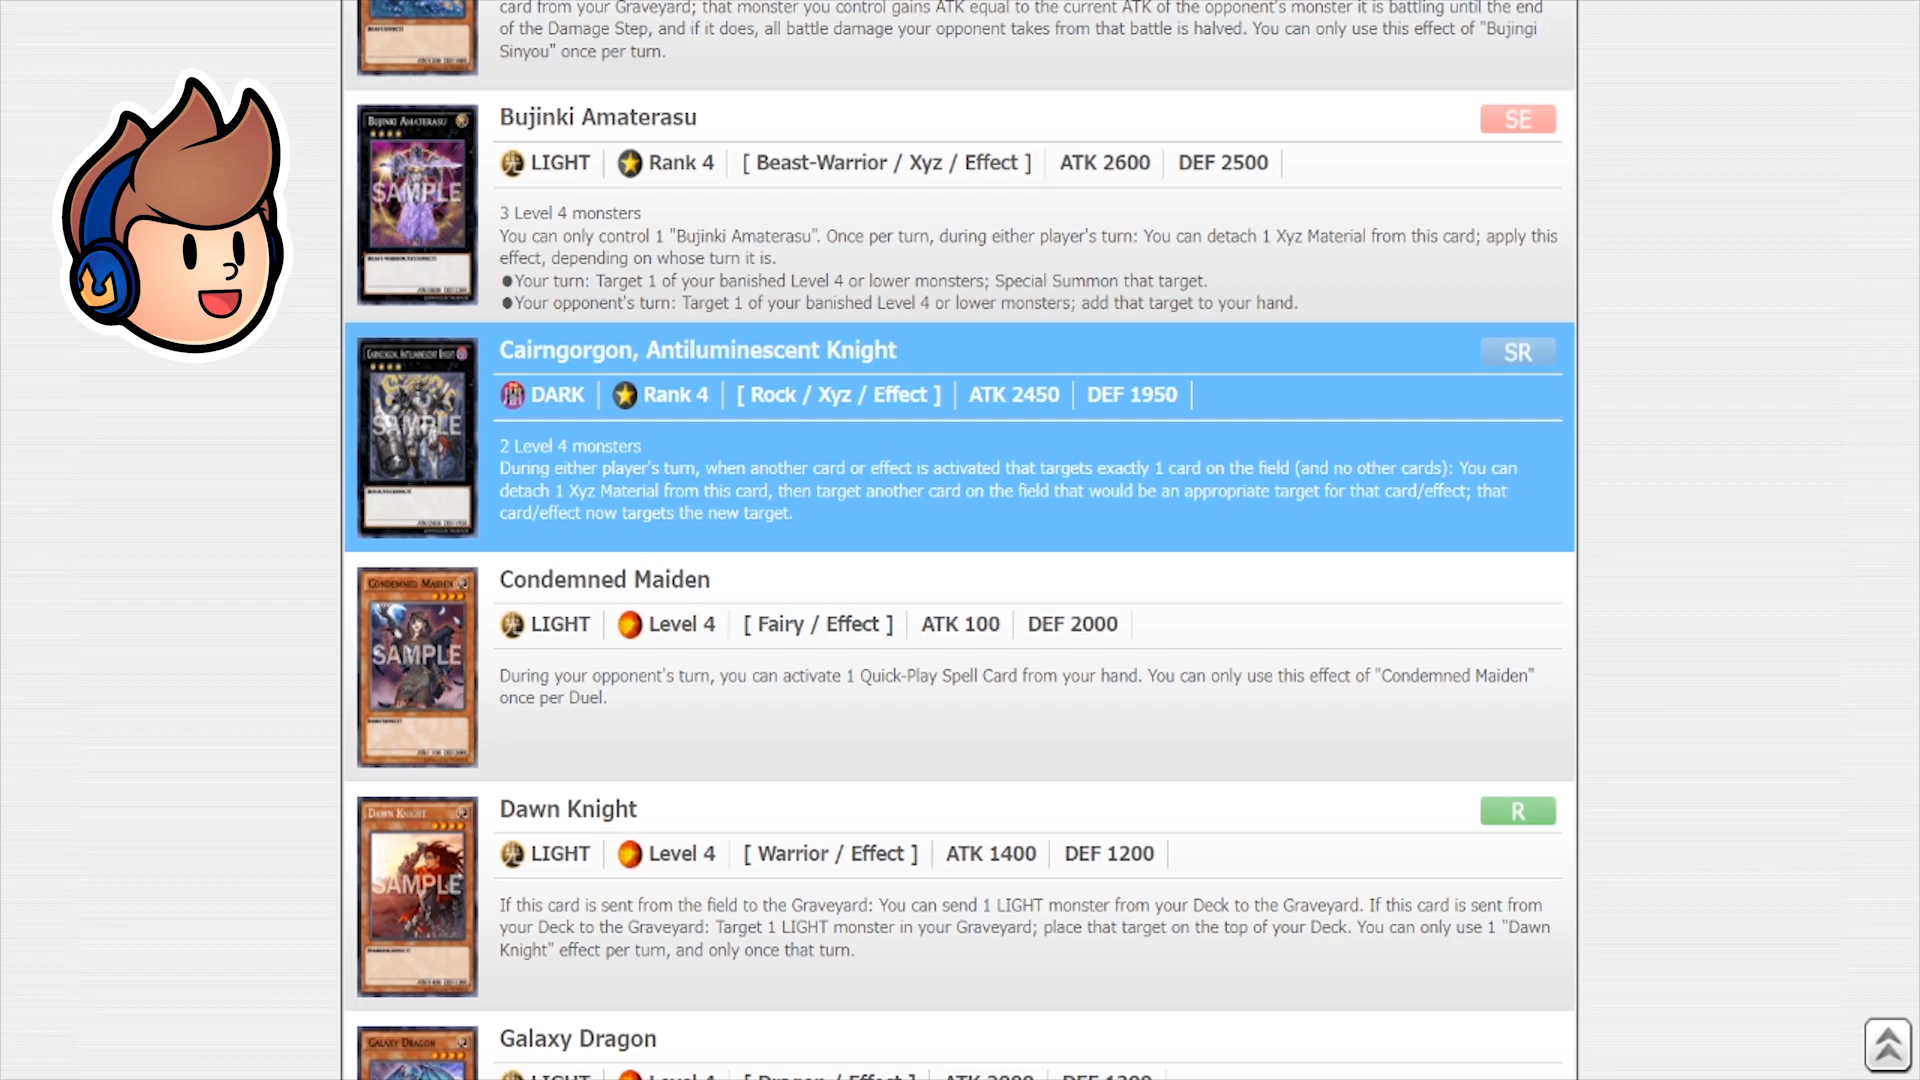 card from your Graveyard; that monster you control gains ATK equal to the current ATK of the opponent's monster it is battling until the end
of the Damage Step, and if it does, all battle damage your opponent takes from that battle is halved. You can only use this effect of "Bujingi
Sinyou" once per turn.
BUJINKI AMATERASU
SAMPLE
Bujinki Amaterasu
SE
LIGHT
Rank 4
[ Beast-Warrior / Xyz / Effect ]
ATK 2600
DEF 2500
3 Level 4 monsters
You can only control 1 "Bujinki Amaterasu". Once per turn, during either player's turn: You can detach 1 Xyz Material from this card; apply this
effect, depending on whose turn it is.
●Your turn: Target 1 of your banished Level 4 or lower monsters; Special Summon that target.
●Your opponent's turn: Target 1 of your banished Level 4 or lower monsters; add that target to your hand.
CAIRNGORGON, ANTILUMINESCENT KNIGHT
SAMPLE
Cairngorgon, Antiluminescent Knight
SR
DARK
Rank 4
[ Rock / Xyz / Effect ]
ATK 2450
DEF 1950
2 Level 4 monsters
During either player's turn, when another card or effect is activated that targets exactly 1 card on the field (and no other cards): You can
detach 1 Xyz Material from this card, then target another card on the field that would be an appropriate target for that card/effect; that
card/effect now targets the new target.
CONDEMNED MAIDEN
SAMPLE
Condemned Maiden
LIGHT
Level 4
[ Fairy / Effect ]
ATK 100
DEF 2000
During your opponent's turn, you can activate 1 Quick-Play Spell Card from your hand. You can only use this effect of "Condemned Maiden"
once per Duel.
DAWN KNIGHT
SAMPLE
Dawn Knight
R
LIGHT
Level 4
[ Warrior / Effect ]
ATK 1400
DEF 1200
If this card is sent from the field to the Graveyard: You can send 1 LIGHT monster from your Deck to the Graveyard. If this card is sent from
your Deck to the Graveyard: Target 1 LIGHT monster in your Graveyard; place that target on the top of your Deck. You can only use 1 "Dawn
Knight" effect per turn, and only once that turn.
GALAXY DRAGON
Galaxy Dragon
LIGHT
Level 4
[ Dragon / Effect ]